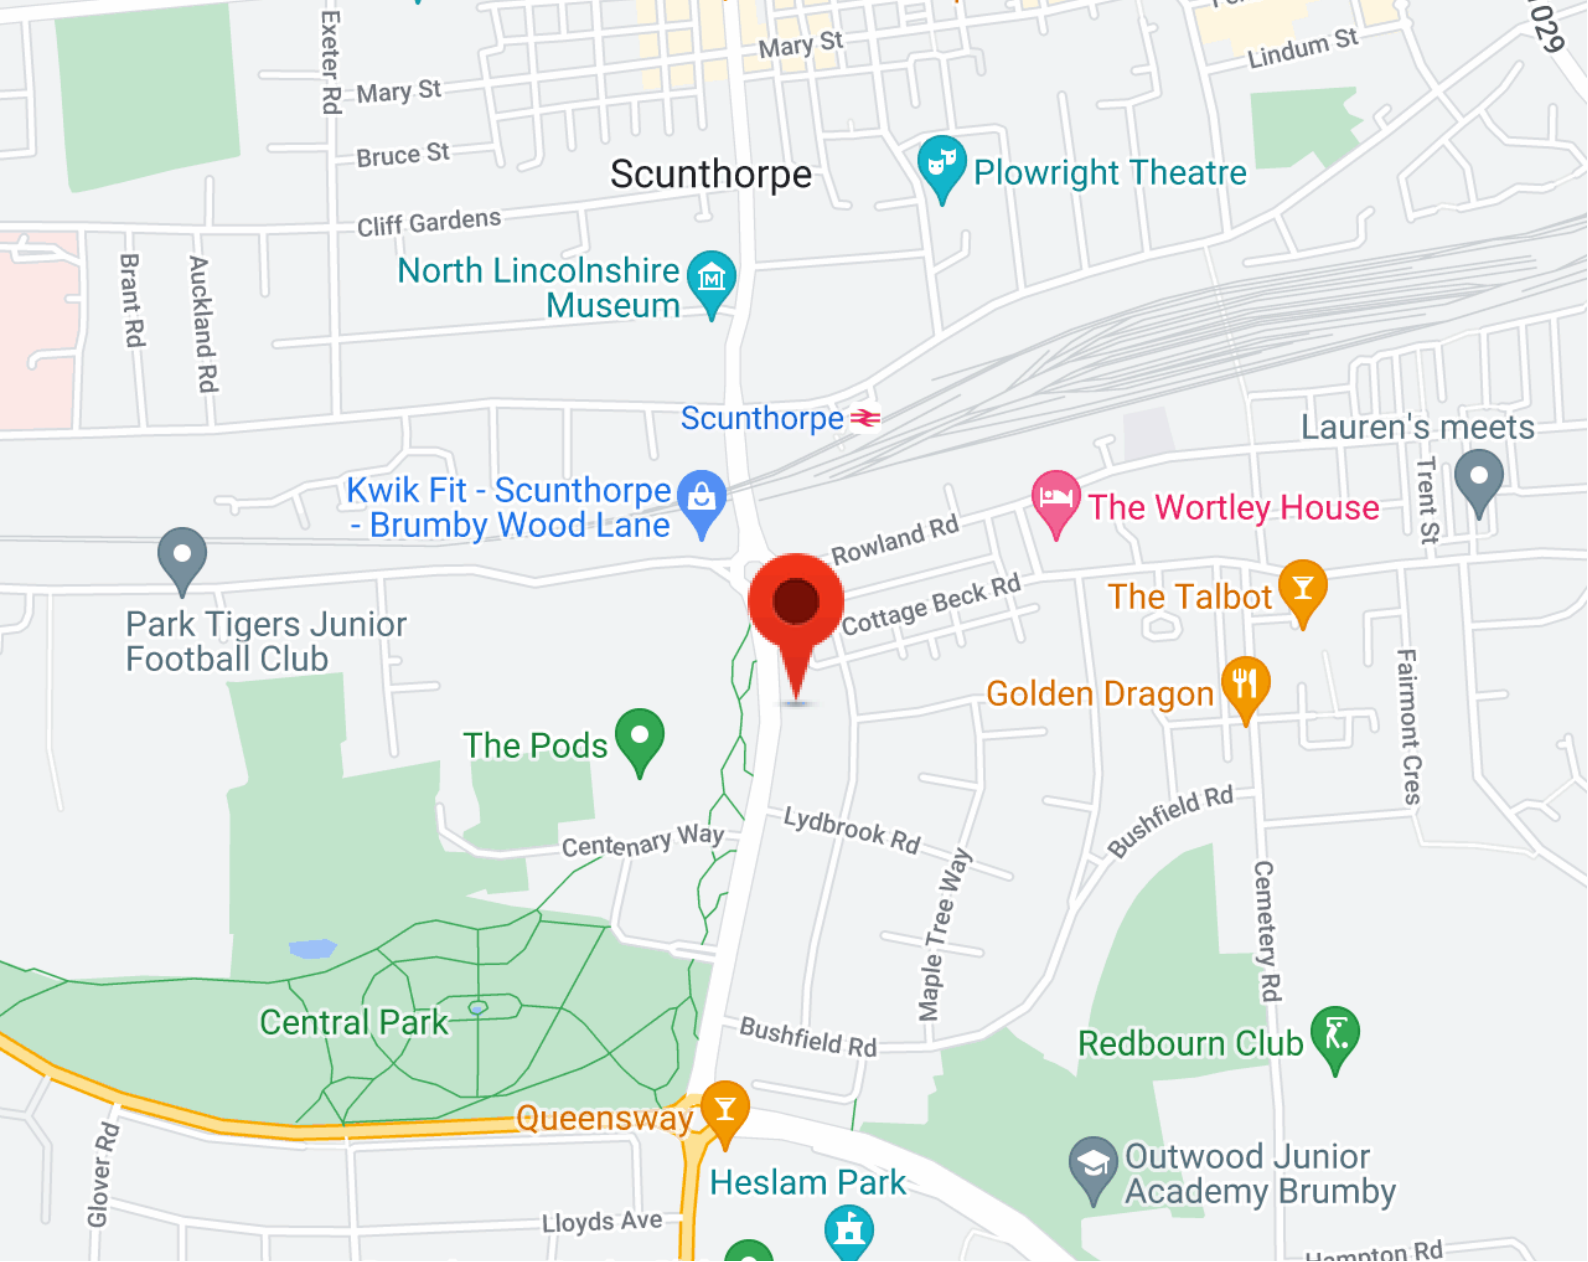 Exeter Rd
Mary St
Lindum St
1029
Mary St
Bruce St
Scunthorpe
Plowright Theatre
Cliff Gardens
Brant Rd
Auckland Rd
North Lincolnshire
Museum
Scunthorpe
Lauren's meets
Trent St
Kwik Fit - Scunthorpe
- Brumby Wood Lane
The Wortley House
Rowland Rd
Cottage Beck Rd
The Talbot
Park Tigers Junior
Football Club
Golden Dragon
Fairmont Cres
The Pods
Centenary Way
Lydbrook Rd
Bushfield Rd
Maple Tree Way
Cemetery Rd
Central Park
Bushfield Rd
Redbourn Club
Queensway
Glover Rd
Heslam Park
Outwood Junior
Academy Brumby
Lloyds Ave
Hampton Rd